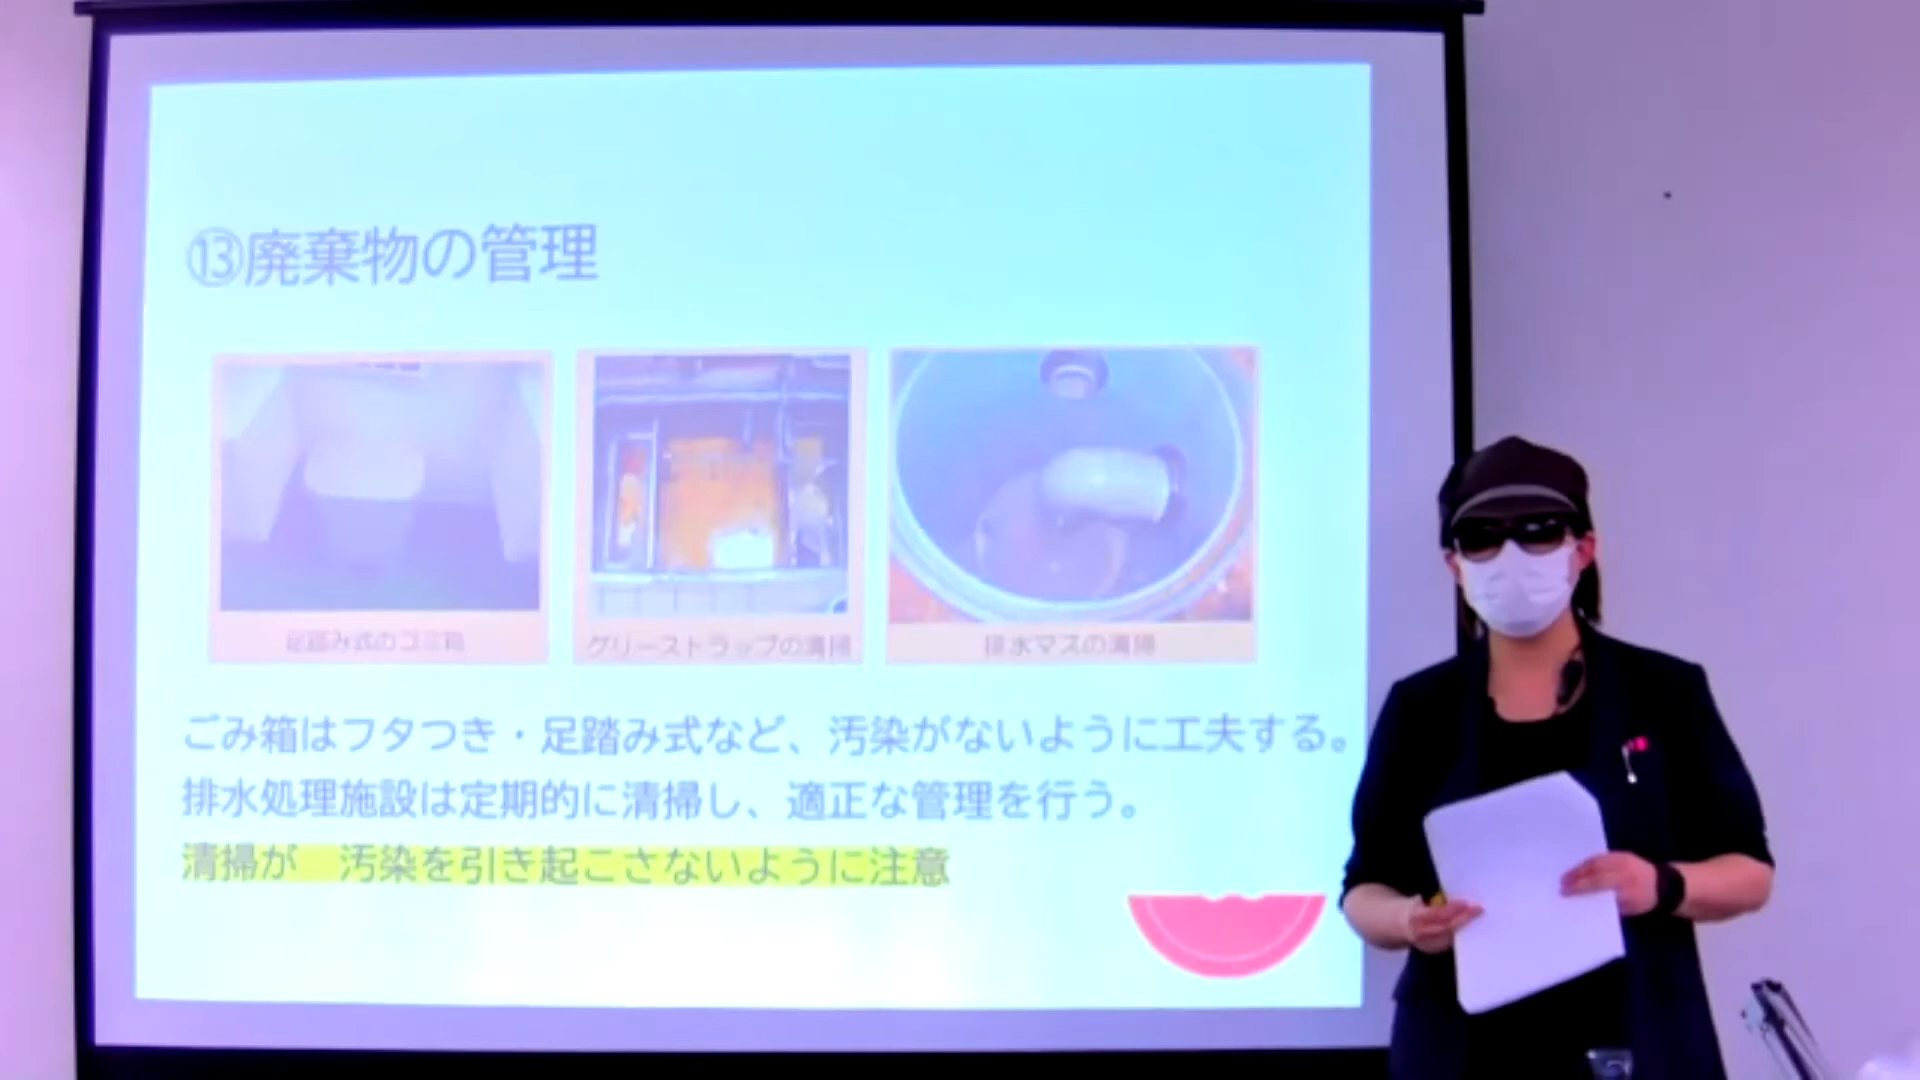 ⑬廃棄物の管理
足踏み式のゴミ箱
グリーストラップの清掃
排水マスの清掃
ごみ箱はフタつき・足踏み式など、汚染がないように工夫する。
排水処理施設は定期的に清掃し、適正な管理を行う。
清掃が　汚染を引き起こさないように注意